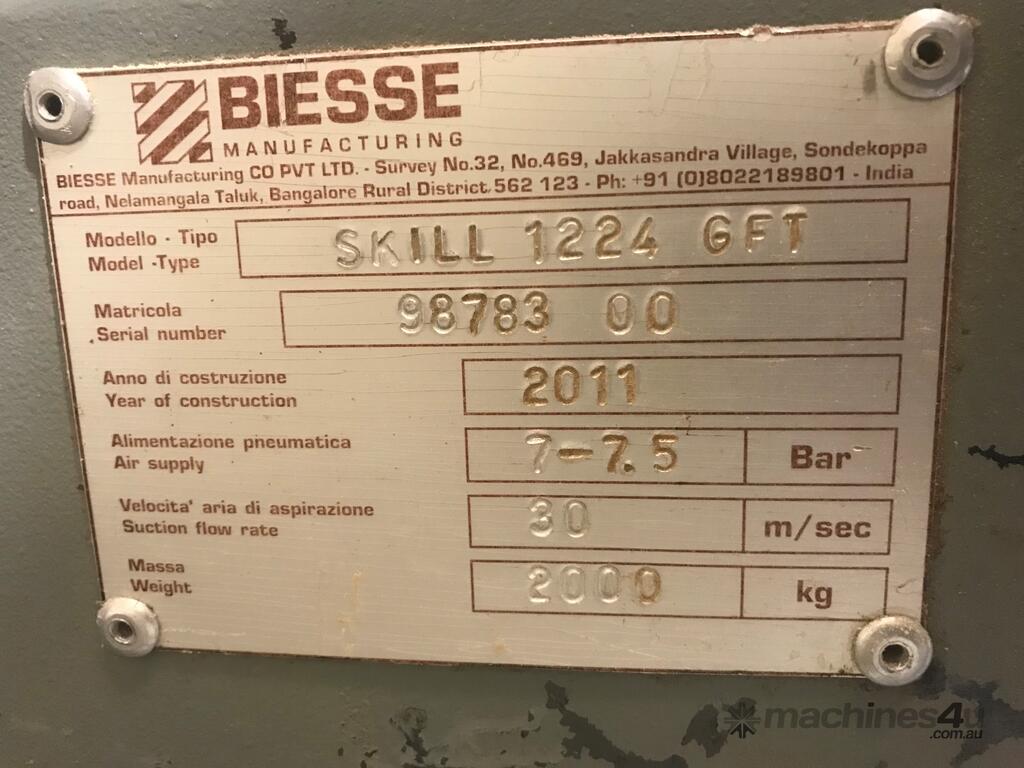 BIESSE
MANUFACTURING
BIESSE Manufacturing CO PVT LTD. - Survey No.32, No.469, Jakkasandra Village, Sondekoppa
road, Nelamangala Taluk, Bangalore Rural District 562 123 - Ph: +91 (0)8022189801 - India
Modello - Tipo
Model -Type
SKILL 1224 GFT
Matricola
Serial number
98783 00
Anno di costruzione
Year of construction
2011
Alimentazione pneumatica
Air supply
7-7.5 Bar
Velocita' aria di aspirazione
Suction flow rate
30 m/sec
Massa
Weight
2000 kg
machines4u
.com.au